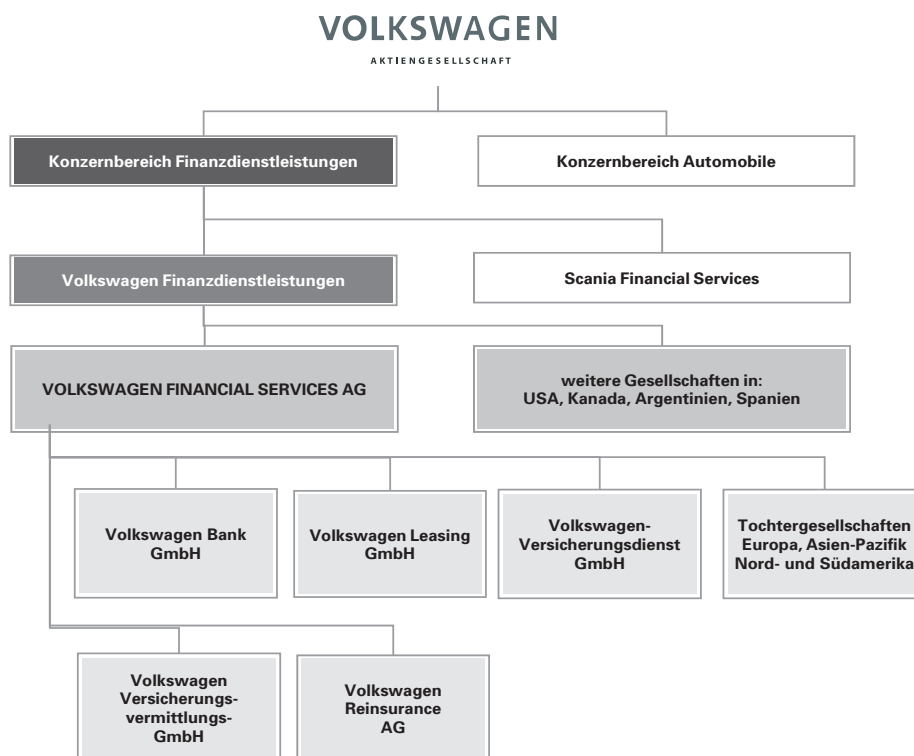 VOLKSWAGEN
AKTIENGESELLSCHAFT
Konzernbereich Finanzdienstleistungen
Konzernbereich Automobile
Volkswagen Finanzdienstleistungen
Scania Financial Services
VOLKSWAGEN FINANCIAL SERVICES AG
weitere Gesellschaften in:
USA, Kanada, Argentinien, Spanien
Volkswagen Bank
GmbH
Volkswagen Leasing
GmbH
Volkswagen-
Versicherungsdienst
GmbH
Tochtergesellschaften
Europa, Asien-Pazifik
Nord- und Südamerika
Volkswagen
Versicherungs-
vermittlungs-
GmbH
Volkswagen
Reinsurance
AG